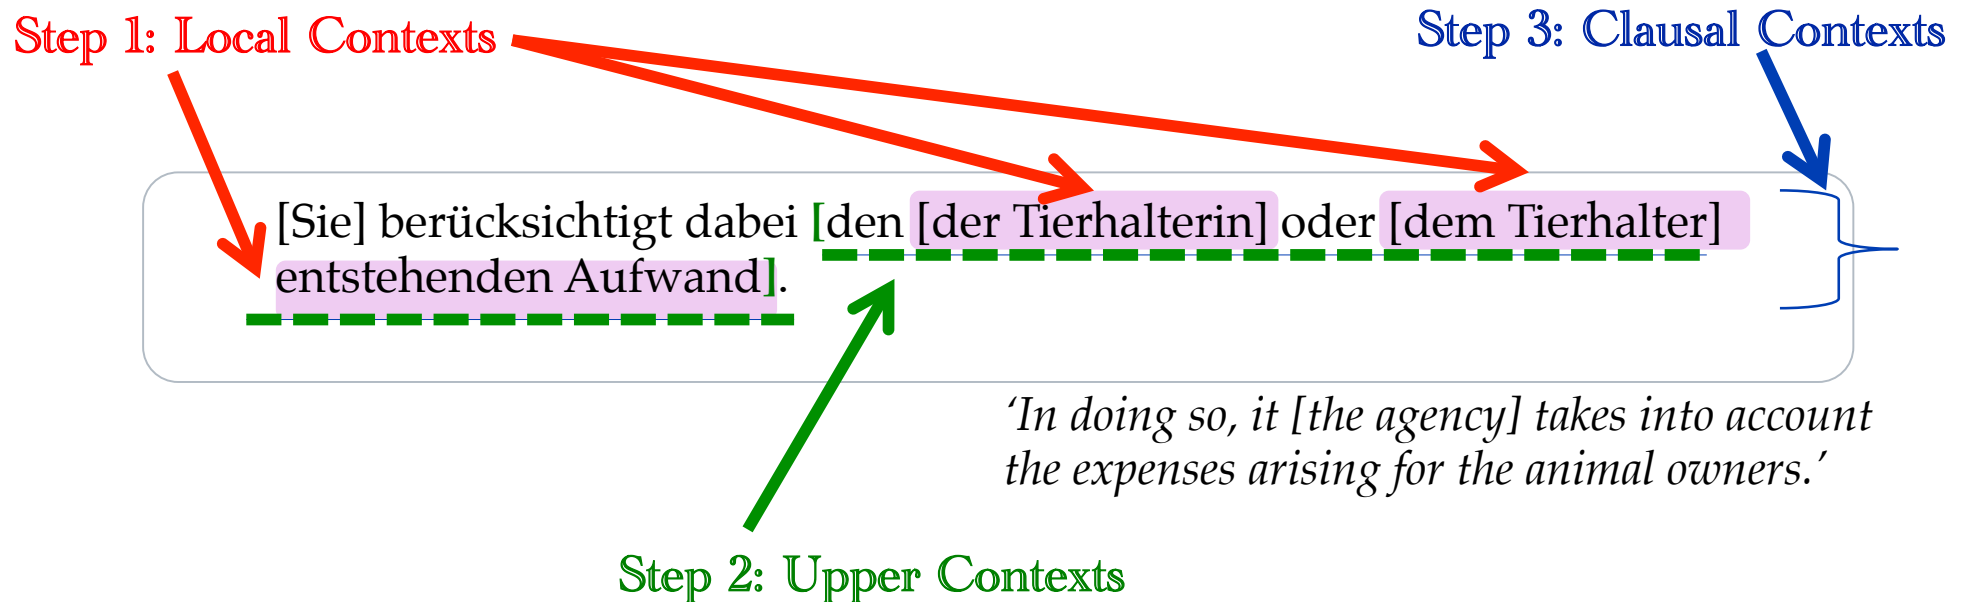 Step 1: Local Contexts
Step 3: Clausal Contexts
[Sie] berücksichtigt dabei [den [der Tierhalterin] oder [dem Tierhalter]
entstehenden Aufwand].
‘In doing so, it [the agency] takes into account
the expenses arising for the animal owners.’
Step 2: Upper Contexts